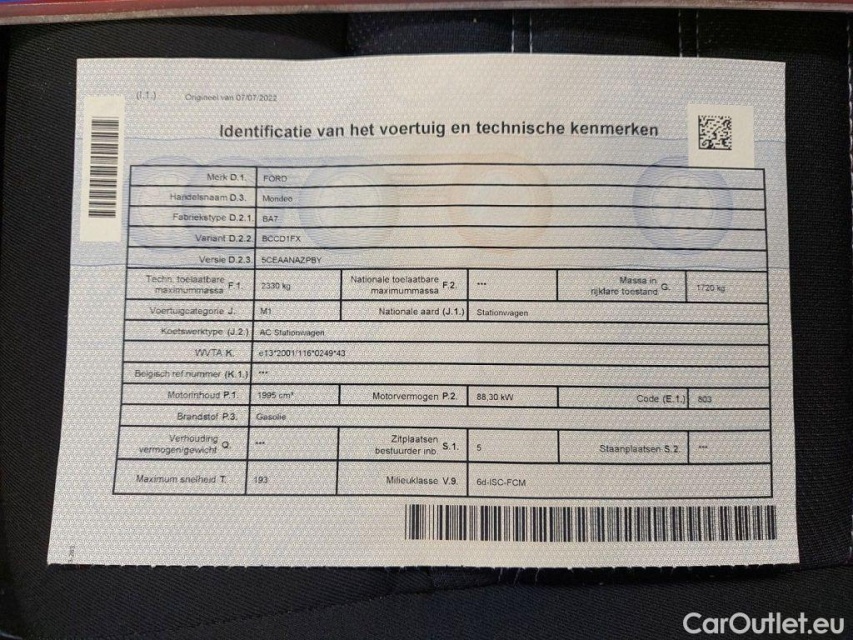 (I.1.) Origineel van 07/07/2022
Identificatie van het voertuig en technische kenmerken
Merk D.1. FORD
Handelsnaam D.3. Mondeo
Fabriekstype D.2.1. BA7
Variant D.2.2. BCCD1FX
Versie D.2.3. 5CEAANAZPBY
Techn. toelaatbare maximummassa F.1. 2330 kg Nationale toelaatbare maximummassa F.2. *** Massa in rijklare toestand G. 1720 kg
Voertuigcategorie J. M1 Nationale aard (J.1.) Stationwagen
Koetswerktype (J.2.) AC Stationwagen
WVTA K. e13*2001/116*0249*43
Belgisch ref.nummer (K.1.) ***
Motorinhoud P.1. 1995 cm³ Motorvermogen P.2. 88,30 kW Code (E.1.) 803
Brandstof P.3. Gasolie
Verhouding vermogen/gewicht Q. *** Zitplaatsen bestuurder inb. S.1. 5 Staanplaatsen S.2. ***
Maximum snelheid T. 193 Milieuklasse V.9. 6d-ISC-FCM
CarOutlet.eu